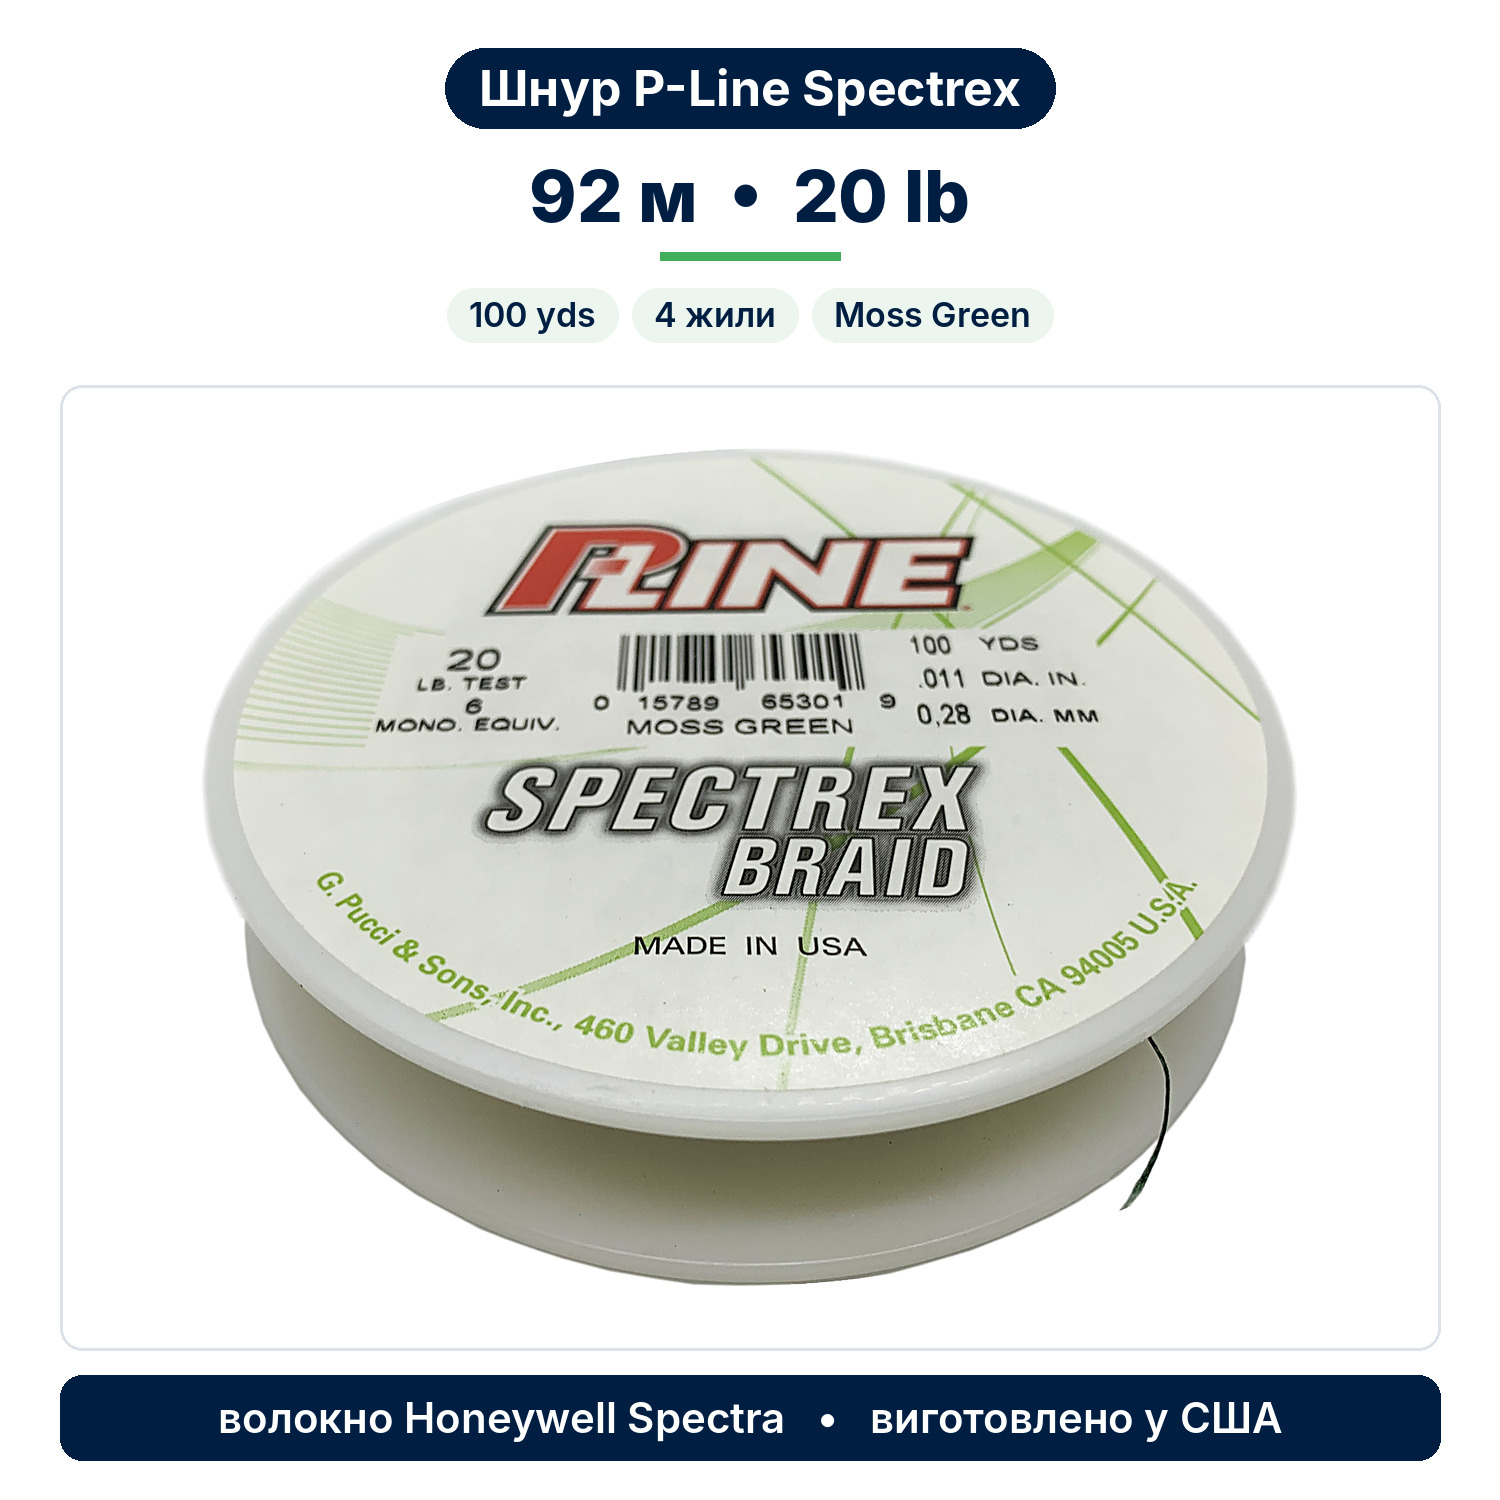 Шнур P-Line Spectrex
92 м • 20 lb
100 yds 4 жили Moss Green
P-LINE
20
LB. TEST
6
MONO. EQUIV.
0 15789 65301 9
MOSS GREEN
100 YDS
.011 DIA. IN.
0,28 DIA. MM
SPECTREX
BRAID
MADE IN USA
G. Pucci & Sons, Inc., 460 Valley Drive, Brisbane CA 94005 U.S.A.
волокно Honeywell Spectra • виготовлено у США